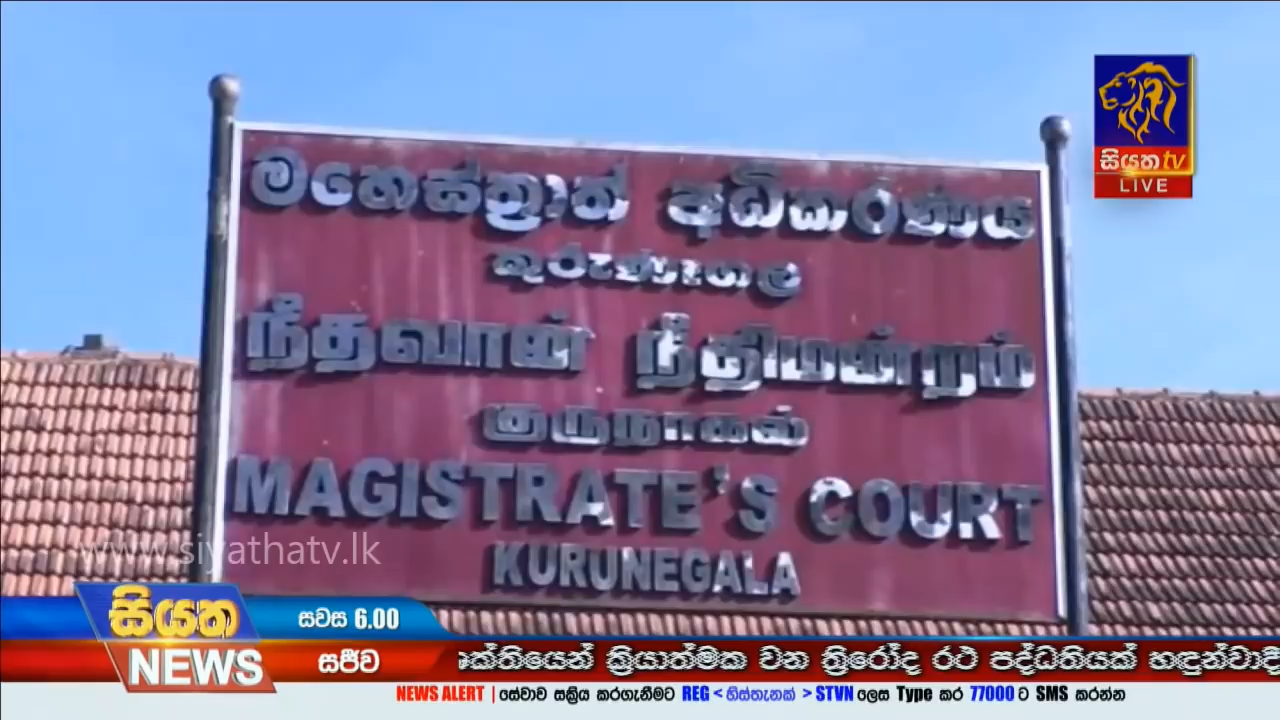 මහෙස්ත්‍රාත් අධිකරණය
කුරුණෑගල
நீதவான் நீதிமன்றம்
குருநாகல்
MAGISTRATE'S COURT
KURUNEGALA
සියත tv
LIVE
www.siyathatv.lk
සියත
NEWS
සවස 6.00
සජීව
ක්තියෙන් ක්‍රියාත්මක වන ත්‍රිරෝද රථ පද්ධතියක් හඳුන්වාදී
NEWS ALERT | සේවාව සක්‍රිය කරගැනීමට REG < හිස්තැනක් > STVN ලෙස Type කර 77000 ට SMS කරන්න